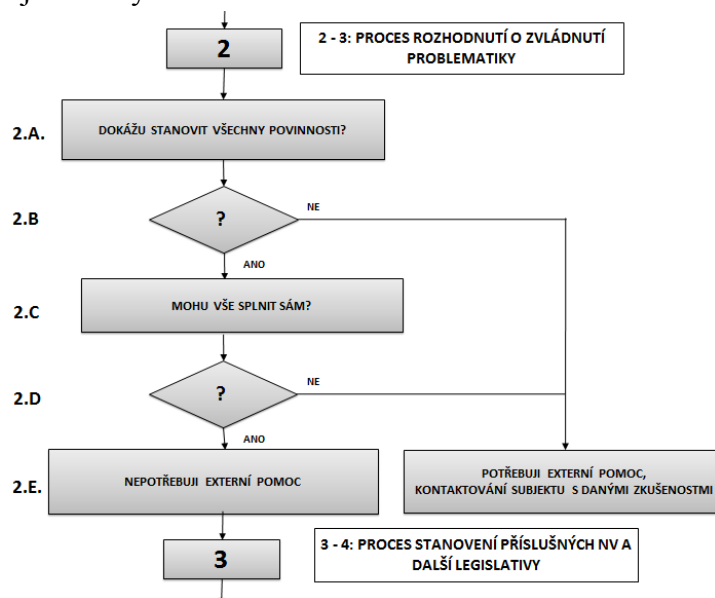 2
2 - 3: PROCES ROZHODNUTÍ O ZVLÁDNUTÍ
PROBLEMATIKY
2.A.
DOKÁŽU STANOVIT VŠECHNY POVINNOSTI?
2.B
?
NE
ANO
2.C
MOHU VŠE SPLNIT SÁM?
2.D
?
NE
ANO
2.E.
NEPOTŘEBUJI EXTERNÍ POMOC
POTŘEBUJI EXTERNÍ POMOC,
KONTAKTOVÁNÍ SUBJEKTU S DANÝMI ZKUŠENOSTMI
3
3 - 4: PROCES STANOVENÍ PŘÍSLUŠNÝCH NV A
DALŠÍ LEGISLATIVY